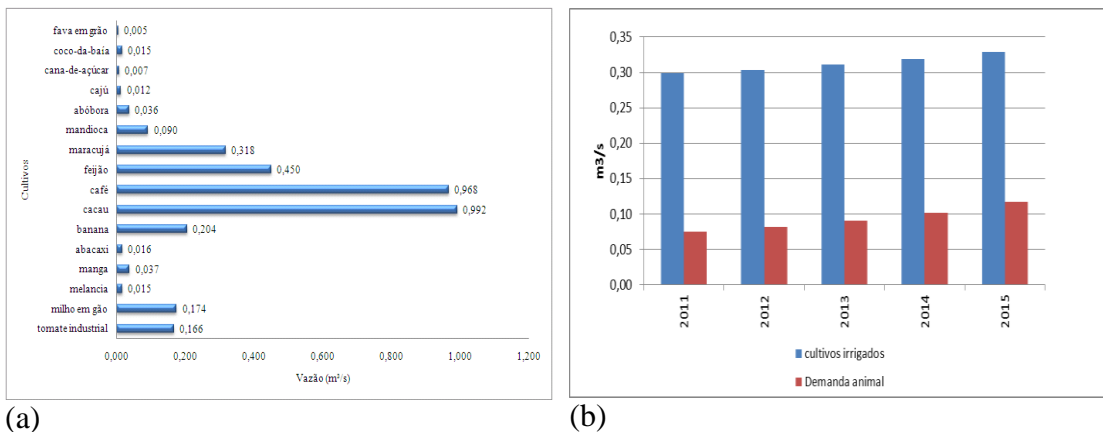 fava em grão 0,005
coco-da-baía 0,015
cana-de-açúcar 0,007
cajú 0,012
abóbora 0,036
mandioca 0,090
maracujá 0,318
feijão 0,450
café 0,968
cacau 0,992
banana 0,204
abacaxi 0,016
manga 0,037
melancia 0,015
milho em gão 0,174
tomate industrial 0,166
Cultivos
0,000 0,200 0,400 0,600 0,800 1,000 1,200
Vazão (m³/s)
(a)
0,35
0,30
0,25
0,20
0,15
0,10
0,05
0,00
m3/s
2011 2012 2013 2014 2015
cultivos irrigados
Demanda animal
(b)